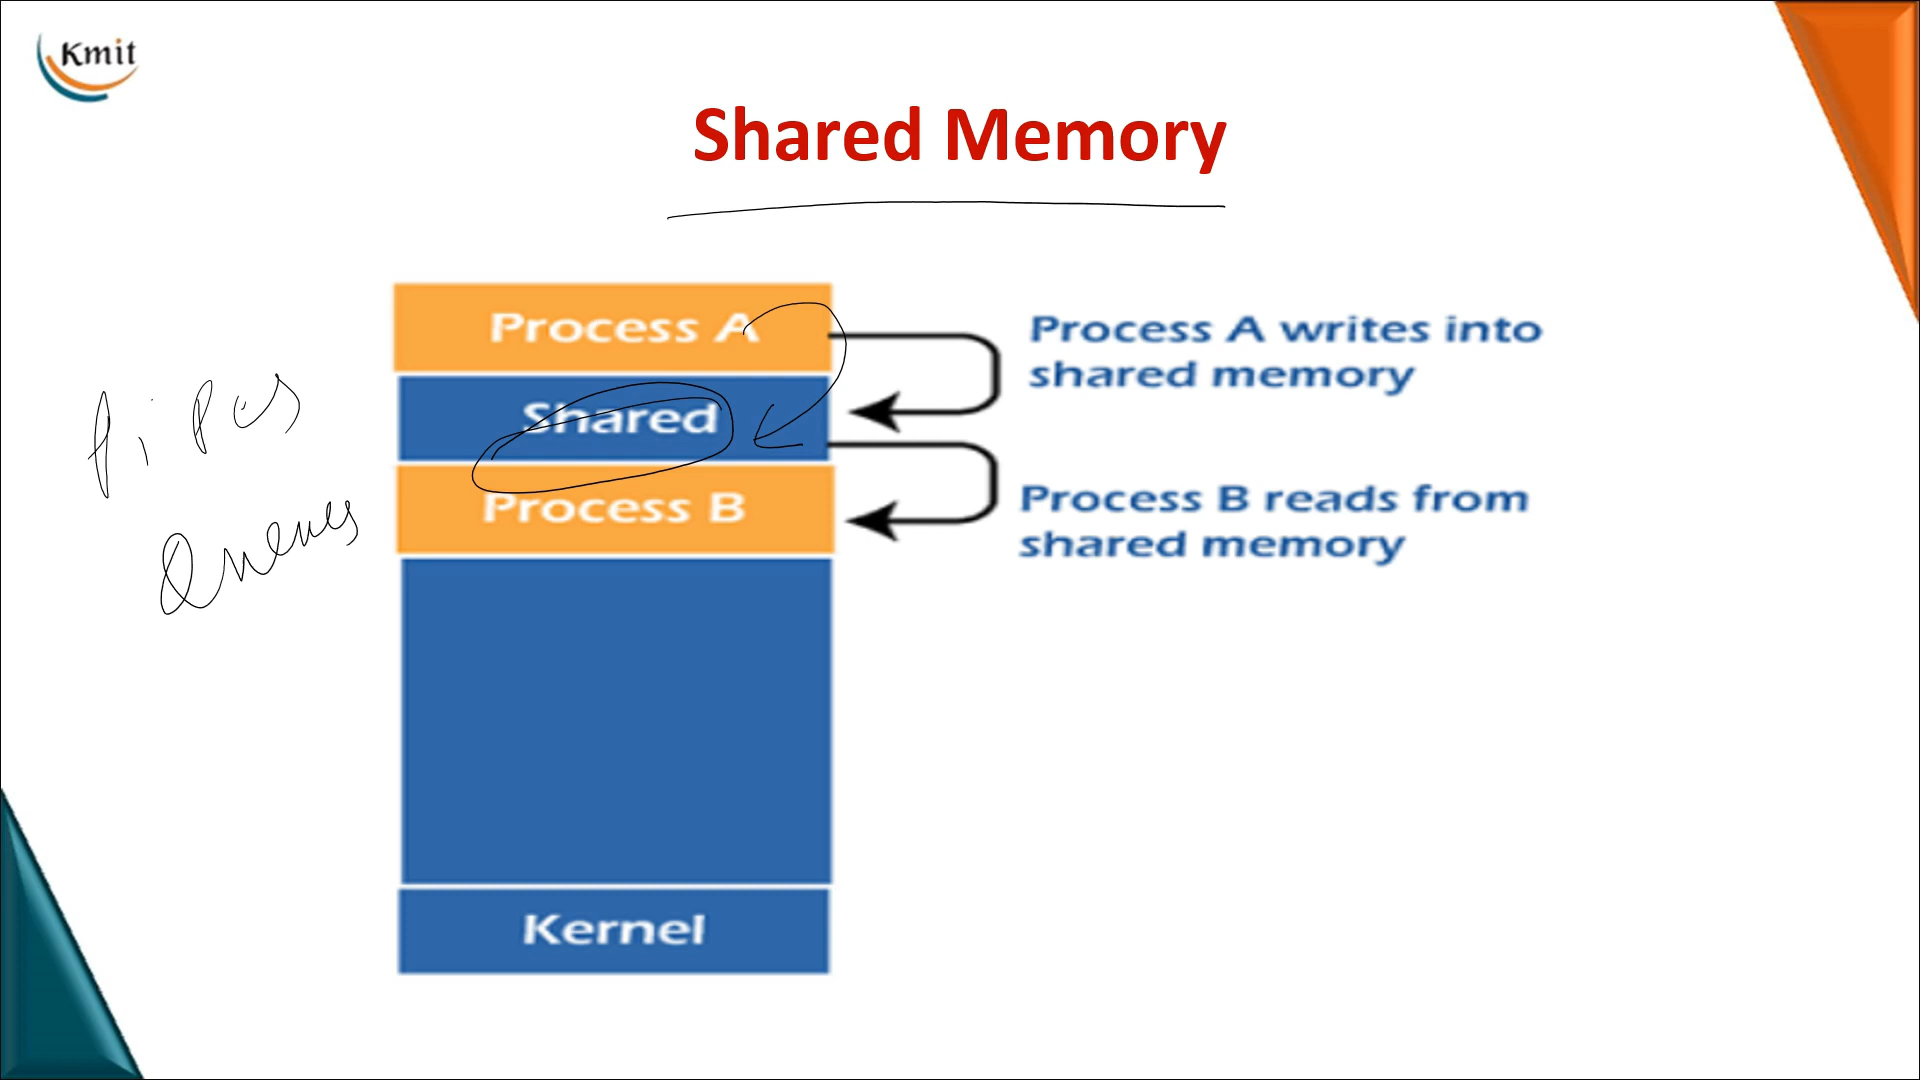 Kmit
Shared Memory
Process A
Process A writes into
shared memory
Shared
Pipes
Process B
Process B reads from
shared memory
Queues
Kernel